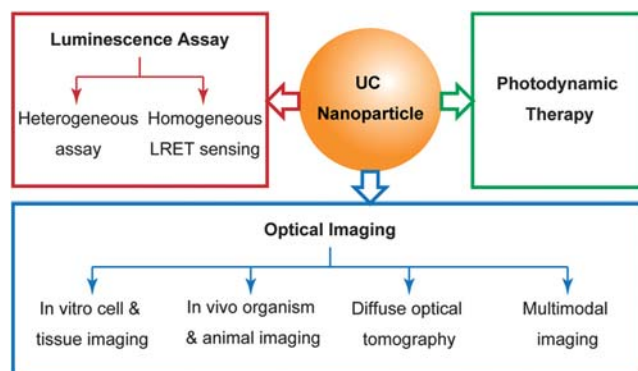 Luminescence Assay
Heterogeneous
assay
Homogeneous
LRET sensing
UC
Nanoparticle
Photodynamic
Therapy
Optical Imaging
In vitro cell &
tissue imaging
In vivo organism
& animal imaging
Diffuse optical
tomography
Multimodal
imaging